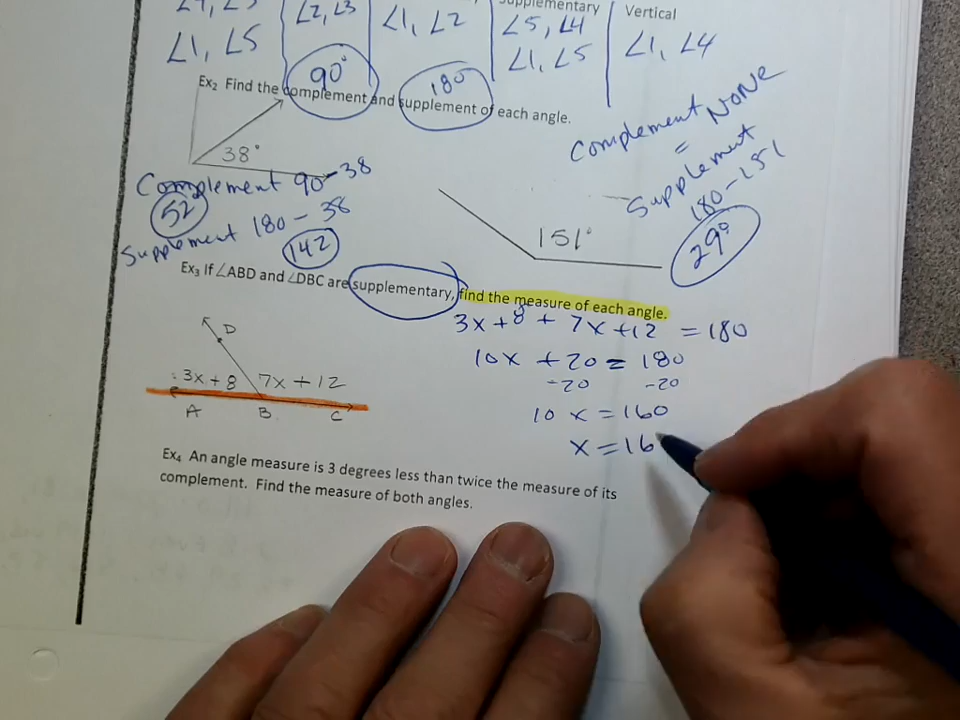 ∠2, ∠3
∠1, ∠2
Supplementary
∠5, ∠4
Vertical
∠1, ∠5
∠1, ∠5
∠1, ∠4
90°
180
Ex2 Find the complement and supplement of each angle.
38°
Complement 90-38
52°
Supplement 180 - 38
142
151°
Complement NONE
=
Supplement
180-151
29°
Ex3 If ∠ABD and ∠DBC are supplementary, find the measure of each angle.
D
3x+8
7x + 12
A
B
C
3x+8 + 7x+12 = 180
10x + 20 = 180
-20 -20
10x = 160
x = 16
Ex4 An angle measure is 3 degrees less than twice the measure of its
complement. Find the measure of both angles.